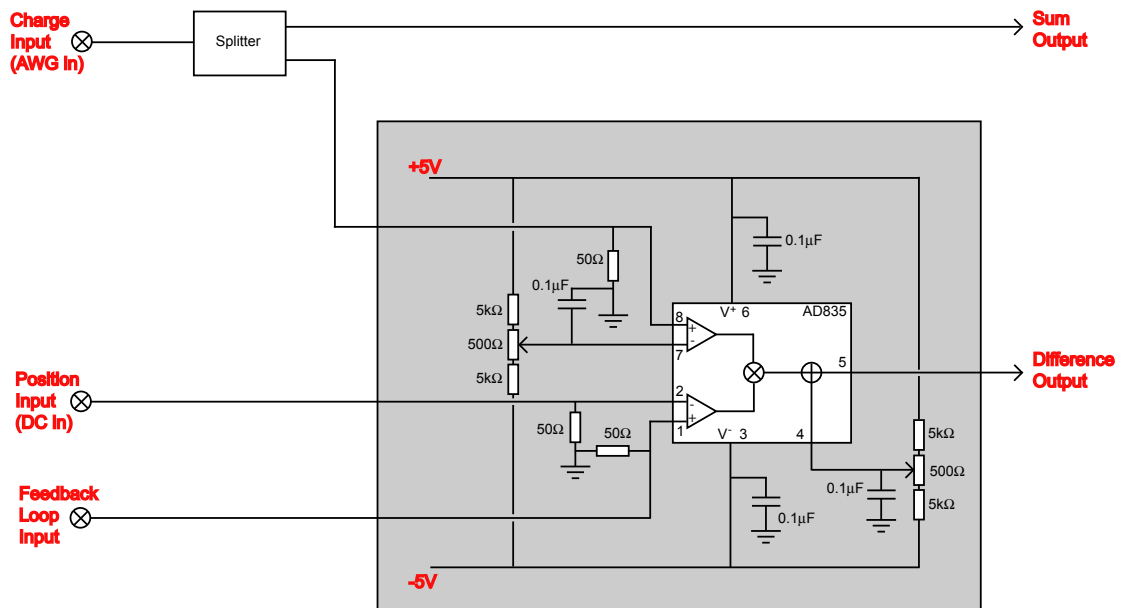 Charge
Input
(AWG in)
Splitter
Sum
Output
+5V
0.1μF
50Ω
0.1μF
5kΩ
500Ω
5kΩ
V+ 6
AD835
8
+
-
7
5
Difference
Output
Position
Input
(DC in)
2
-
+
1
50Ω
50Ω
V- 3
4
5kΩ
500Ω
5kΩ
0.1μF
0.1μF
Feedback
Loop
Input
-5V